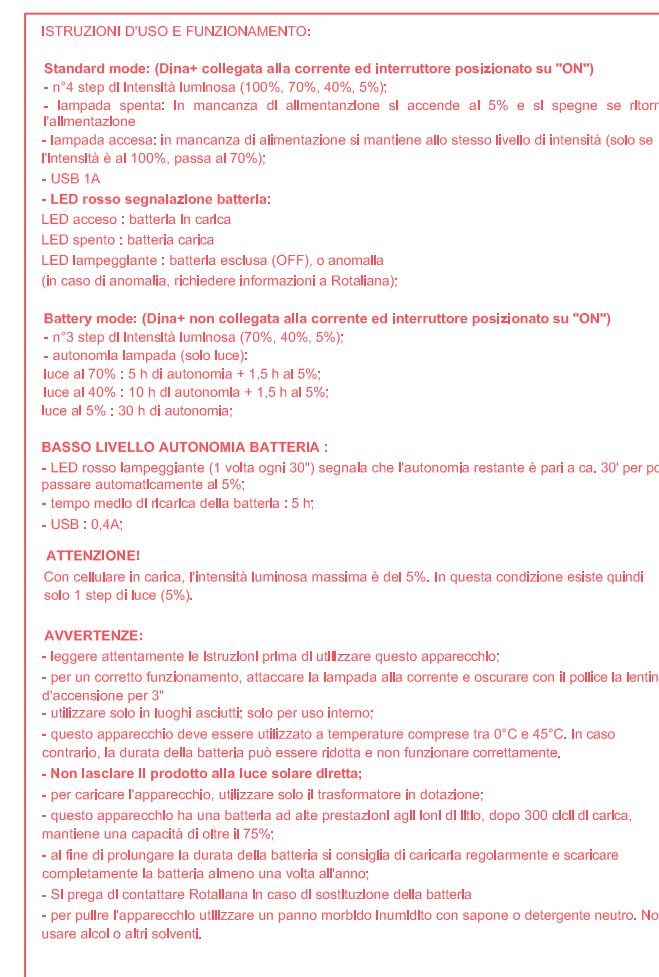 ISTRUZIONI D'USO E FUNZIONAMENTO:
Standard mode: (Dina+ collegata alla corrente ed interruttore posizionato su "ON")
- n°4 step di Intensità luminosa (100%, 70%, 40%, 5%);
- lampada spenta: In mancanza di alimentanzione si accende al 5% e si spegne se ritor
l'alimentazione
- lampada accesa: in mancanza di alimentazione si mantiene allo stesso livello di intensità (solo se
l'Intensità è al 100%, passa al 70%);
- USB 1A
- LED rosso segnalazione batteria:
LED acceso : batteria In carica
LED spento : batteria carica
LED lampeggiante : batteria esclusa (OFF), o anomalia
(in caso di anomalia, richiedere informazioni a Rotaliana);
Battery mode: (Dina+ non collegata alla corrente ed interruttore posizionato su "ON")
- n°3 step di Intensità luminosa (70%, 40%, 5%);
- autonomia lampada (solo luce):
luce al 70% : 5 h di autonomia + 1,5 h al 5%;
luce al 40% : 10 h di autonomia + 1,5 h al 5%;
luce al 5% : 30 h di autonomia;
BASSO LIVELLO AUTONOMIA BATTERIA :
- LED rosso lampeggiante (1 volta ogni 30") segnala che l'autonomia restante è pari a ca. 30' per po
passare automaticamente al 5%;
- tempo medio di ricarica della batteria : 5 h;
- USB : 0,4A;
ATTENZIONE!
Con cellulare in carica, l'intensità luminosa massima è del 5%. In questa condizione esiste quindi
solo 1 step di luce (5%).
AVVERTENZE:
- leggere attentamente le Istruzioni prima di utilizzare questo apparecchio;
- per un corretto funzionamento, attaccare la lampada alla corrente e oscurare con il pollice la lentin
d'accensione per 3"
- utilizzare solo in luoghi asciutti; solo per uso interno;
- questo apparecchio deve essere utilizzato a temperature comprese tra 0°C e 45°C. In caso
contrario, la durata della batteria può essere ridotta e non funzionare correttamente.
- Non lasciare il prodotto alla luce solare diretta;
- per caricare l'apparecchio, utilizzare solo il trasformatore in dotazione;
- questo apparecchio ha una batteria ad alte prestazioni agli ioni di litio, dopo 300 cicli di carica,
mantiene una capacità di oltre il 75%;
- al fine di prolungare la durata della batteria si consiglia di caricarla regolarmente e scaricare
completamente la batteria almeno una volta all'anno;
- Si prega di contattare Rotaliana In caso di sostituzione della batteria
- per pulire l'apparecchio utilizzare un panno morbido Inumidito con sapone o detergente neutro. No
usare alcol o altri solventi.